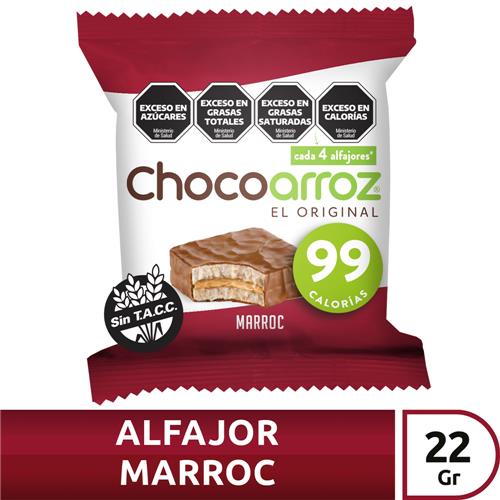 EXCESO EN
AZÚCARES
Ministerio
de Salud
EXCESO EN
GRASAS
TOTALES
Ministerio
de Salud
EXCESO EN
GRASAS
SATURADAS
Ministerio
de Salud
EXCESO EN
CALORÍAS
Ministerio
de Salud
cada 4 alfajores*
Chocoarroz®
EL ORIGINAL
99
CALORÍAS
Sin T.A.C.C.
MARROC
ALFAJOR
MARROC
22
Gr